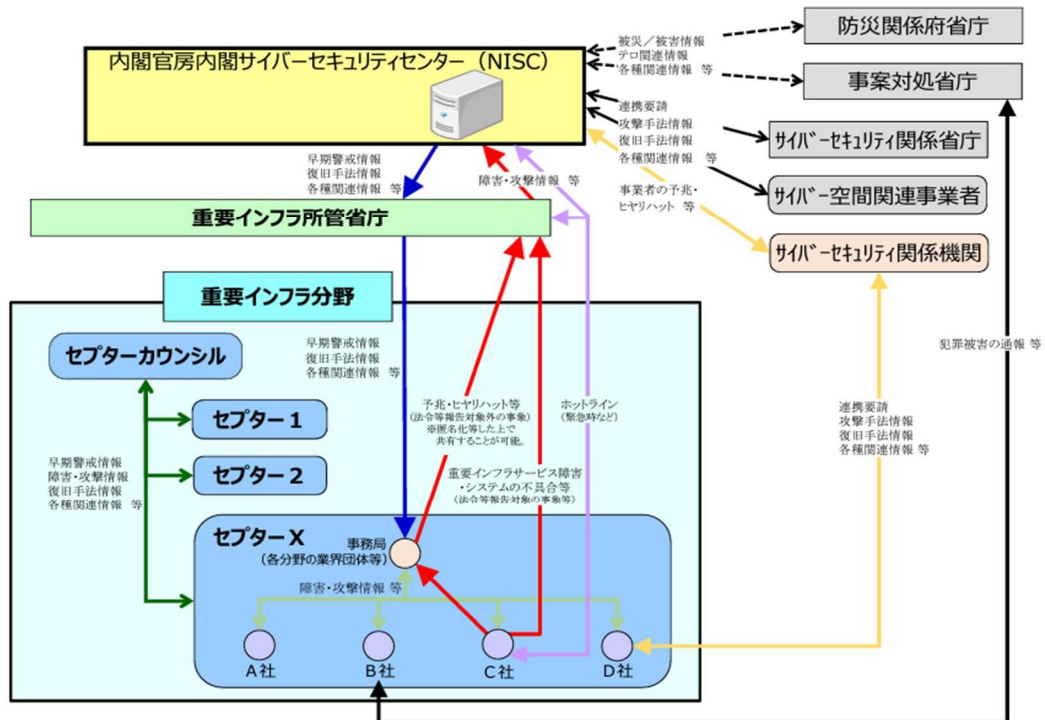 防災関係府省庁
被災／被害情報
テロ関連情報
各種関連情報 等
内閣官房内閣サイバーセキュリティセンター（NISC）
事案対処省庁
連携要請
攻撃手法情報
復旧手法情報
各種関連情報 等
サイバーセキュリティ関係省庁
早期警戒情報
復旧手法情報
各種関連情報 等
障害・攻撃情報 等
事業者の予兆・
ヒヤリハット 等
サイバー空間関連事業者
重要インフラ所管省庁
サイバーセキュリティ関係機関
重要インフラ分野
早期警戒情報
復旧手法情報
各種関連情報 等
犯罪被害の通報 等
セプターカウンシル
予兆・ヒヤリハット等
(法令等報告対象外の事象)
※匿名化等した上で
共有することが可能。
ホットライン
(緊急時など)
連携要請
攻撃手法情報
復旧手法情報
各種関連情報 等
セプター１
早期警戒情報
障害・攻撃情報
復旧手法情報
各種関連情報 等
セプター２
重要インフラサービス障害
・システムの不具合等
(法令等報告対象の事象等)
セプターX
事務局
（各分野の業界団体等）
障害・攻撃情報 等
A社
B社
C社
D社